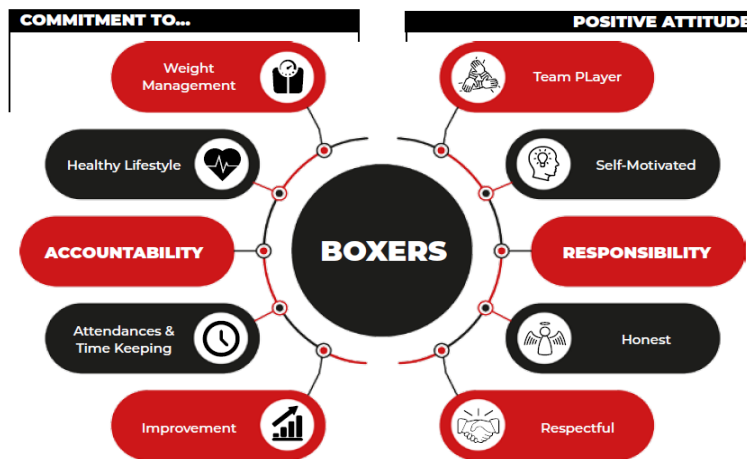 COMMITMENT TO...
POSITIVE ATTITUDE
Weight
Management
Team PLayer
Healthy Lifestyle
Self-Motivated
ACCOUNTABILITY
BOXERS
RESPONSIBILITY
Attendances &
Time Keeping
Honest
Improvement
Respectful